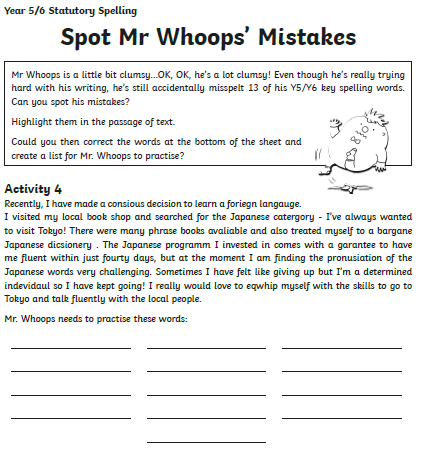 Year 5/6 Statutory Spelling
Spot Mr Whoops' Mistakes
Mr Whoops is a little bit clumsy...OK, OK, he's a lot clumsy! Even though he's really trying
hard with his writing, he's still accidentally misspelt 13 of his Y5/Y6 key spelling words.
Can you spot his mistakes?
Highlight them in the passage of text.
Could you then correct the words at the bottom of the sheet and
create a list for Mr. Whoops to practise?
Activity 4
Recently, I have made a consious decision to learn a foriegn langauge.
I visited my local book shop and searched for the Japanese catergory - I've always wanted
to visit Tokyo! There were many phrase books avaliable and also treated myself to a bargane
Japanese dicsionery . The Japanese programm I invested in comes with a garantee to have
me fluent within just fourty days, but at the moment I am finding the pronusiation of the
Japanese words very challenging. Sometimes I have felt like giving up but I'm a determined
indevidaul so I have kept going! I really would love to eqwhip myself with the skills to go to
Tokyo and talk fluently with the local people.
Mr. Whoops needs to practise these words: